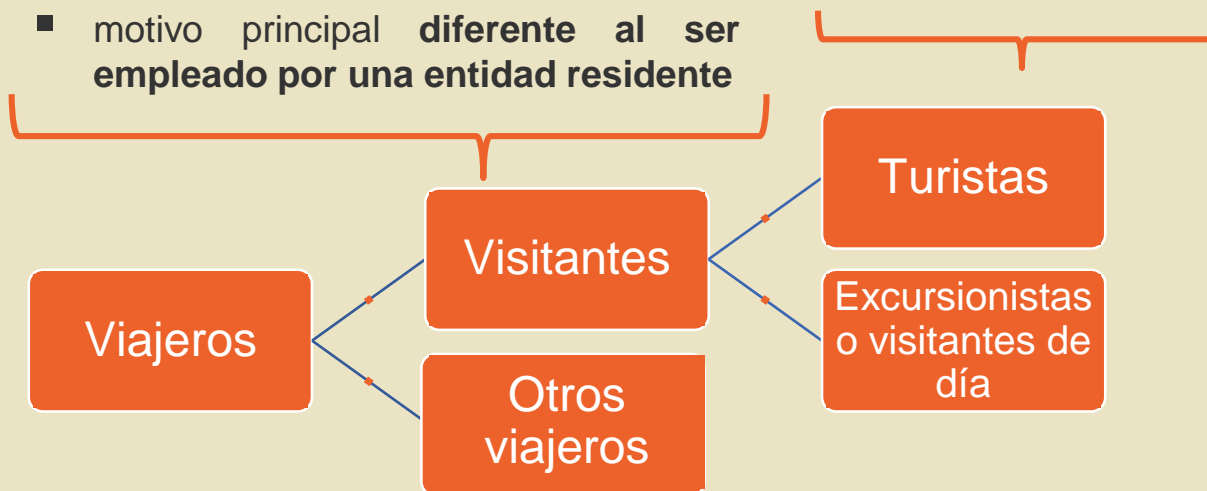 ▪ motivo principal diferente al ser
empleado por una entidad residente
Turistas
Visitantes
Viajeros
Excursionistas
o visitantes de
día
Otros
viajeros